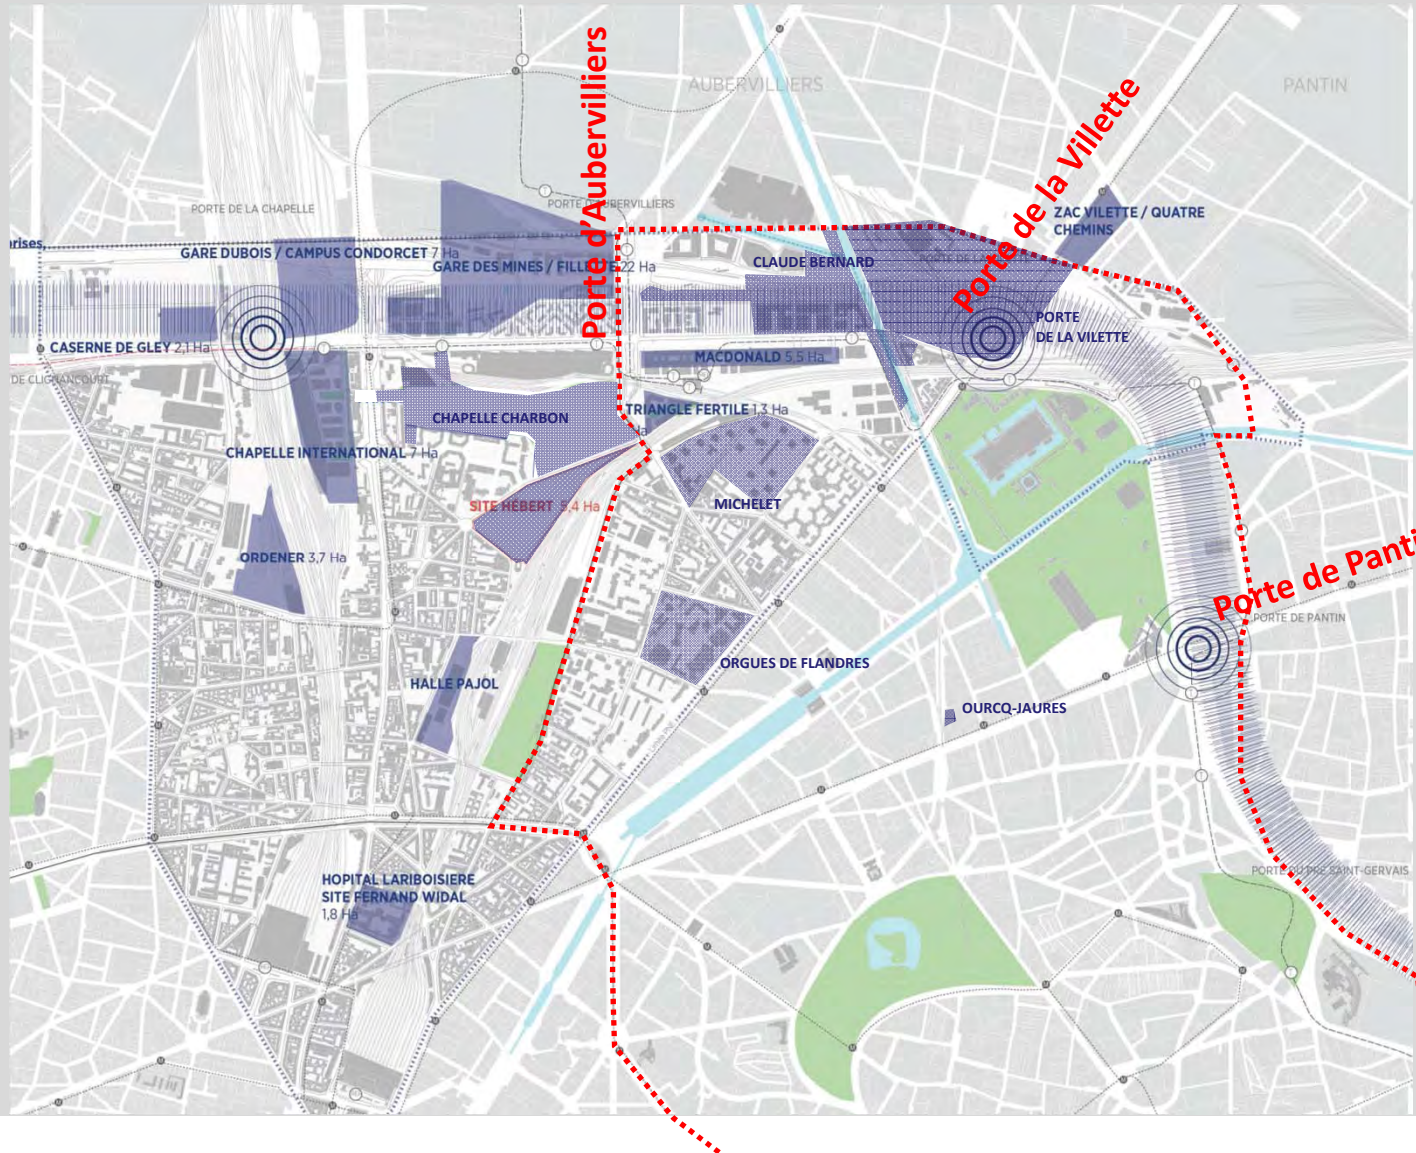 Porte d'Aubervilliers
AUBERVILLIERS
PANTIN
Porte de la Villette
PORTE DE LA CHAPELLE
ZAC VILETTE / QUATRE
CHEMINS
GARE DUBOIS / CAMPUS CONDORCET 7 Ha
GARE DES MINES / 22 Ha
CLAUDE BERNARD
PORTE
DE LA VILETTE
CASERNE DE GLEY 2,1 Ha
MACDONALD 5,5 Ha
DE CLIGNANCOURT
TRIANGLE FERTILE 1,3 Ha
CHAPELLE CHARBON
CHAPELLE INTERNATIONAL 7 Ha
SITE HEBERT 5,4 Ha
MICHELET
ORDENER 3,7 Ha
Porte de Panti
PORTE DE PANTIN
ORGUES DE FLANDRES
HALLE PAJOL
OURCQ-JAURES
HOPITAL LARIBOISIERE
SITE FERNAND WIDAL
1,8 Ha
PORTE DU PRE SAINT-GERVAIS